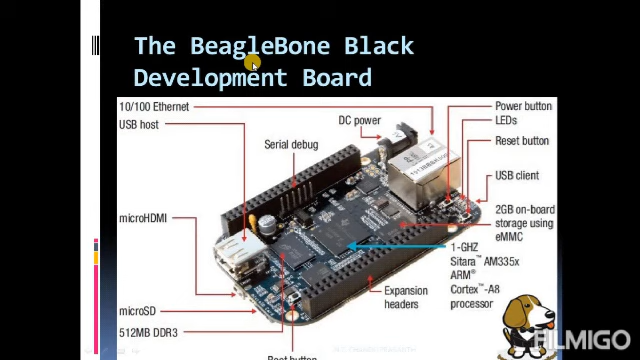 The BeagleBone Black
Development Board
10/100 Ethernet
USB host
Serial debug
DC power
Power button
LEDs
Reset button
USB client
2GB on-board
storage using
eMMC
1-GHZ
Sitara™ AM335x
ARM®
Cortex™-A8
processor
Expansion
headers
microHDMI
microSD
512MB DDR3
Boot button
FILMIGO